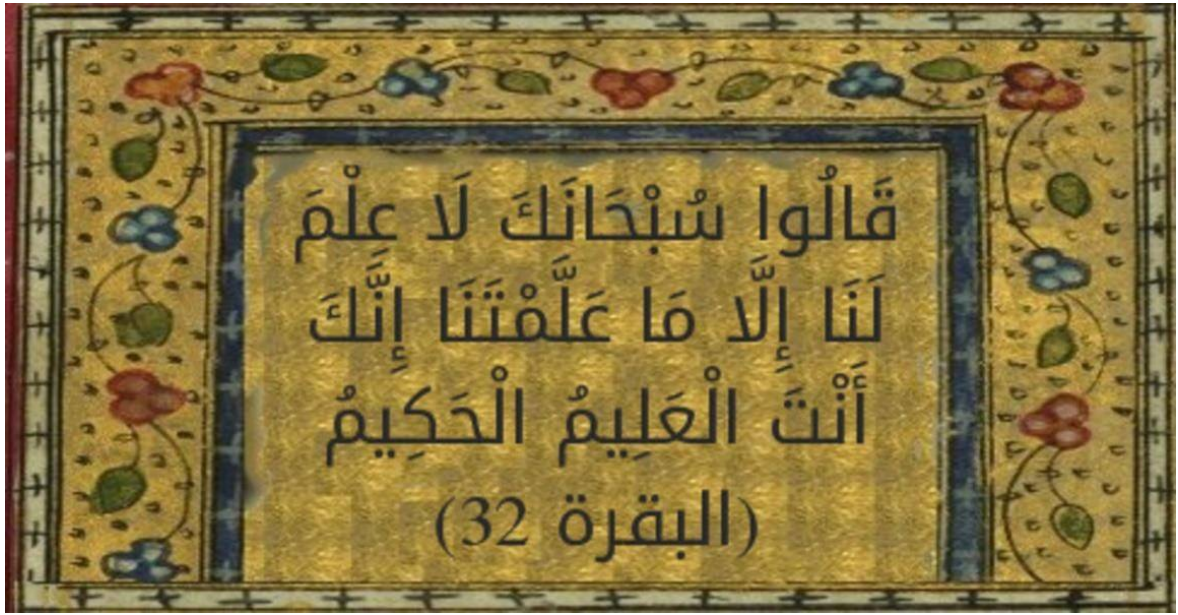 قَالُوا سُبْحَانَكَ لَا عِلْمَ
لَنَا إِلَّا مَا عَلَّمْتَنَا إِنَّكَ
أَنْتَ الْعَلِيمُ الْحَكِيمُ
(البقرة 32)